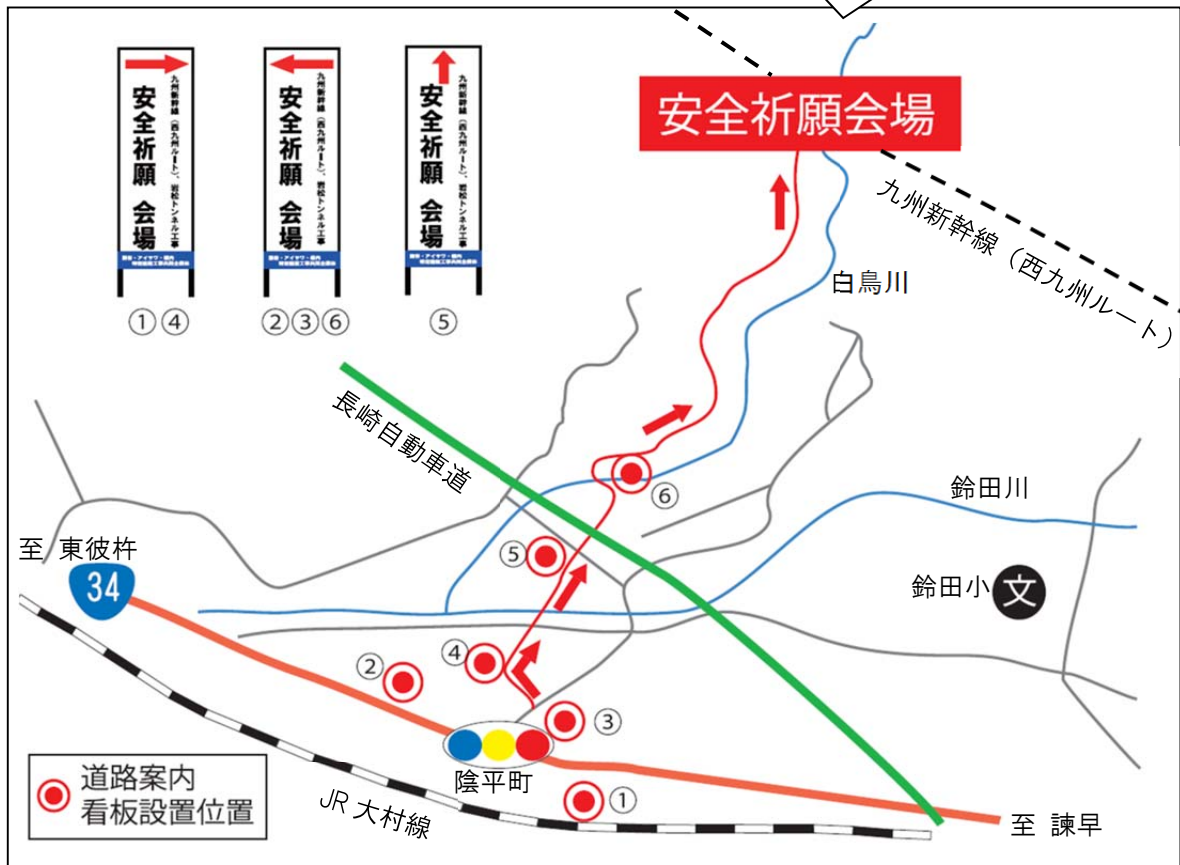 安全祈願 会場
九州新幹線（西九州ルート）、岩松トンネル工事
①④
安全祈願 会場
九州新幹線（西九州ルート）、岩松トンネル工事
②③⑥
安全祈願 会場
九州新幹線（西九州ルート）、岩松トンネル工事
⑤
安全祈願会場
九州新幹線（西九州ルート）
白鳥川
長崎自動車道
⑥
鈴田川
至 東彼杵
34
⑤
鈴田小
文
④
②
③
陰平町
①
JR大村線
至 諫早
道路案内
看板設置位置